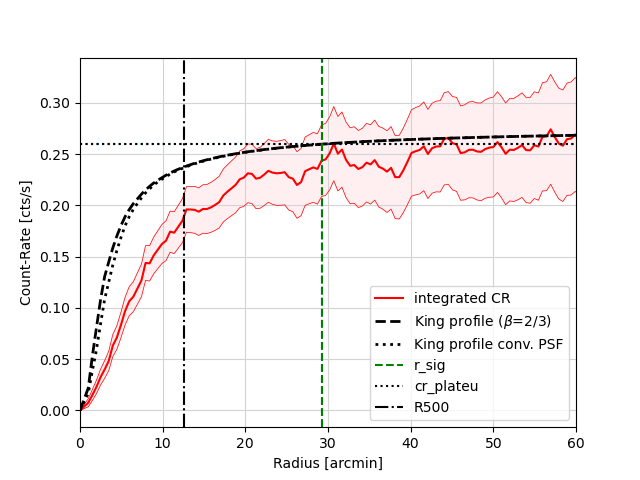 0.30
0.25
0.20
0.15
0.10
0.05
0.00
Count-Rate [cts/s]
integrated CR
King profile (β=2/3)
King profile conv. PSF
r_sig
cr_plateu
R500
0 10 20 30 40 50 60
Radius [arcmin]